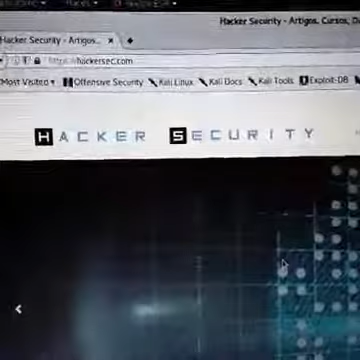 Hacker Security - Artigos, Cursos,
Hacker Security - Artigos...
https://hackersec.com
Most Visited Offensive Security Kali Linux Kali Docs Kali Tools Exploit-DB
HACKER SECURITY